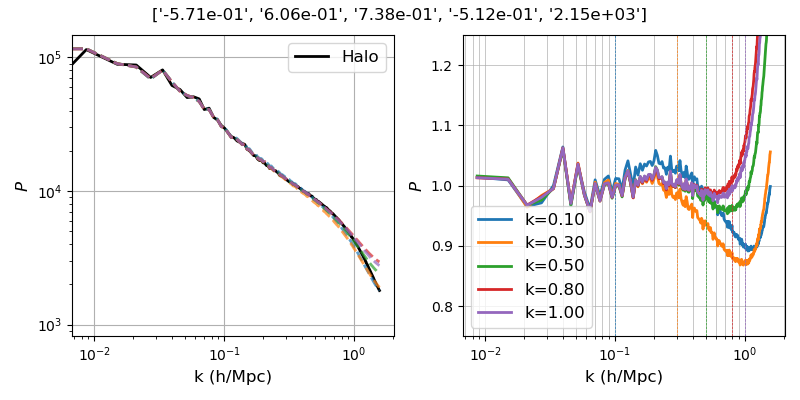 ['-5.71e-01', '6.06e-01', '7.38e-01', '-5.12e-01', '2.15e+03']
10^5
10^4
10^3
P
10^-2
10^-1
10^0
k (h/Mpc)
Halo
1.2
1.1
1.0
0.9
0.8
P
k=0.10
k=0.30
k=0.50
k=0.80
k=1.00
10^-2
10^-1
10^0
k (h/Mpc)